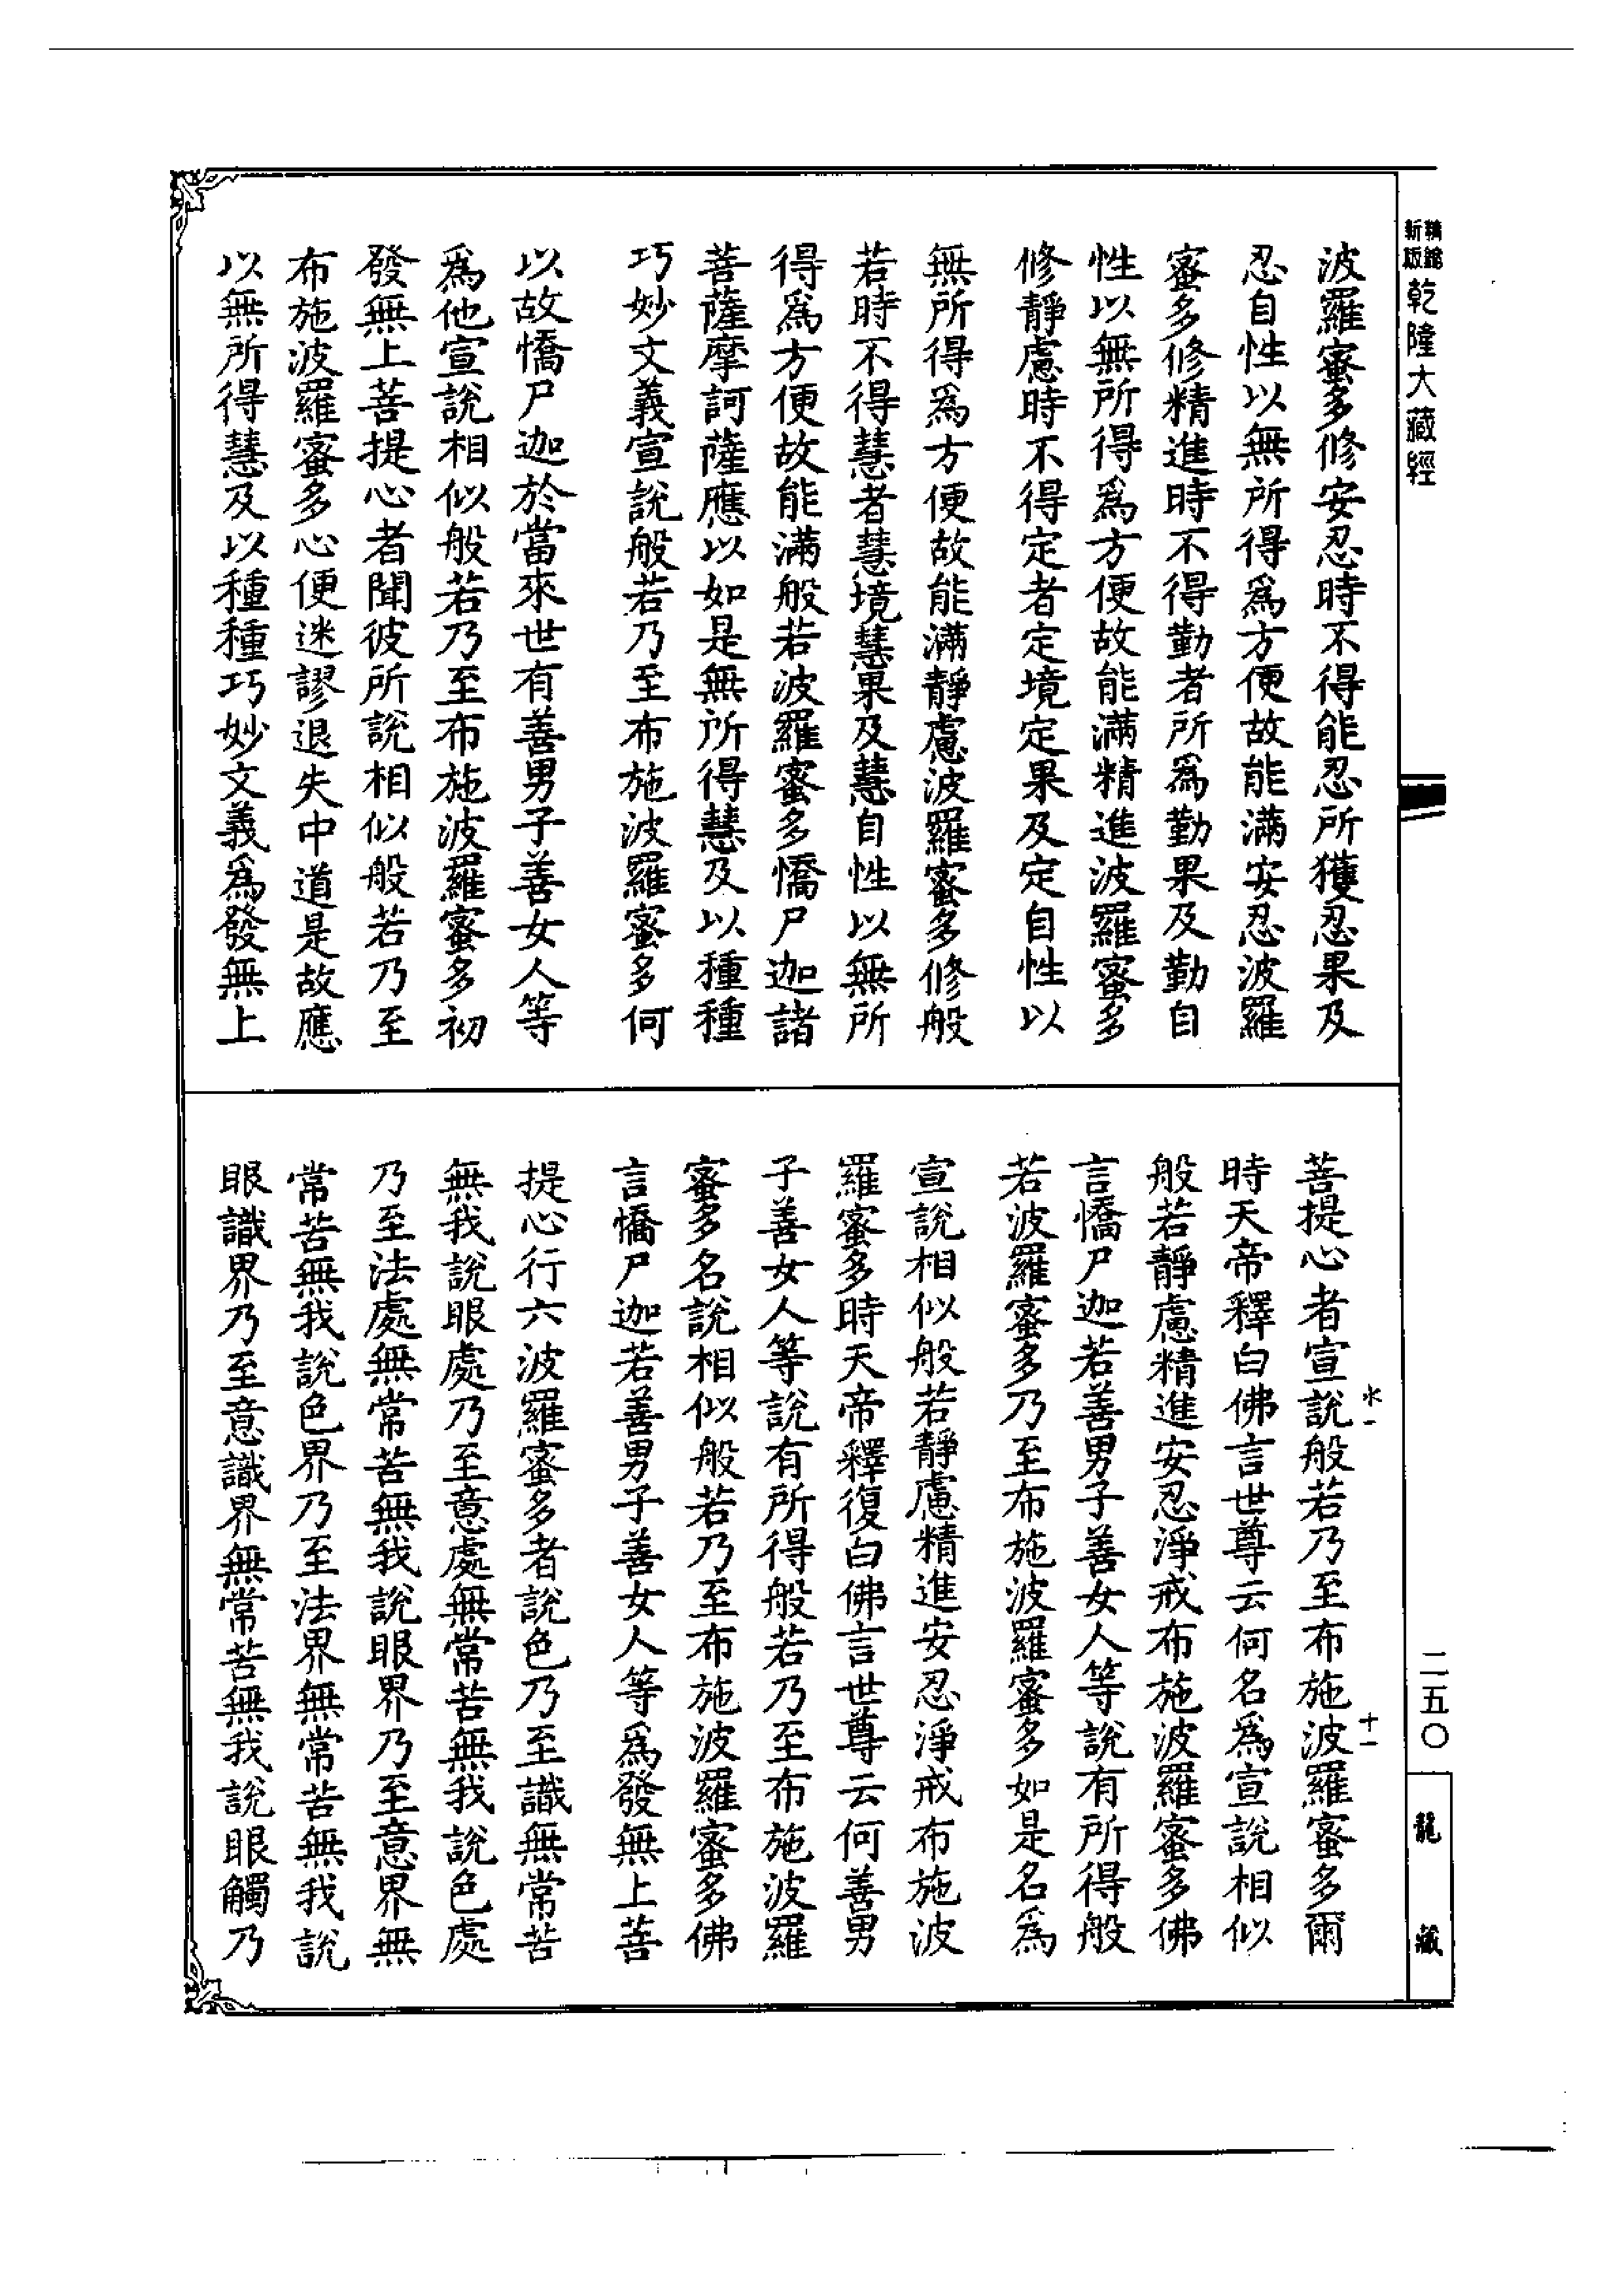 新版精縮
乾隆大藏經
波羅蜜多修安忍時不得能忍所獲忍果及
忍自性以無所得爲方便故能滿安忍波羅
蜜多修精進時不得勤者所爲勤果及勤自
性以無所得爲方便故能滿精進波羅蜜多
修靜慮時不得定者定境定果及定自性以
無所得爲方便故能滿靜慮波羅蜜多修般
若時不得慧者慧境慧果及慧自性以無所
得爲方便故能滿般若波羅蜜多憍尸迦諸
菩薩摩訶薩應以如是無所得慧及以種種
巧妙文義宣說般若乃至布施波羅蜜多何
以故憍尸迦於當來世有善男子善女人等
爲他宣說相似般若乃至布施波羅蜜多初
發無上菩提心者聞彼所說相似般若乃至
布施波羅蜜多心便迷謬退失中道是故應
以無所得慧及以種種巧妙文義爲發無上
菩提心者宣說般若乃至布施波羅蜜多爾
時天帝釋白佛言世尊云何名爲宣說相似
般若靜慮精進安忍淨戒布施波羅蜜多佛
言憍尸迦若善男子善女人等說有所得般
若波羅蜜多乃至布施波羅蜜多如是名爲
宣說相似般若靜慮精進安忍淨戒布施波
羅蜜多時天帝釋復白佛言世尊云何善男
子善女人等說有所得般若乃至布施波羅
蜜多名說相似般若乃至布施波羅蜜多佛
言憍尸迦若善男子善女人等爲發無上菩
提心行六波羅蜜多者說色乃至識無常苦
無我說眼處乃至意處無常苦無我說色處
乃至法處無常苦無我說眼界乃至意界無
常苦無我說色界乃至法界無常苦無我說
眼識界乃至意識界無常苦無我說眼觸乃
水一
十一
二五〇
龍藏